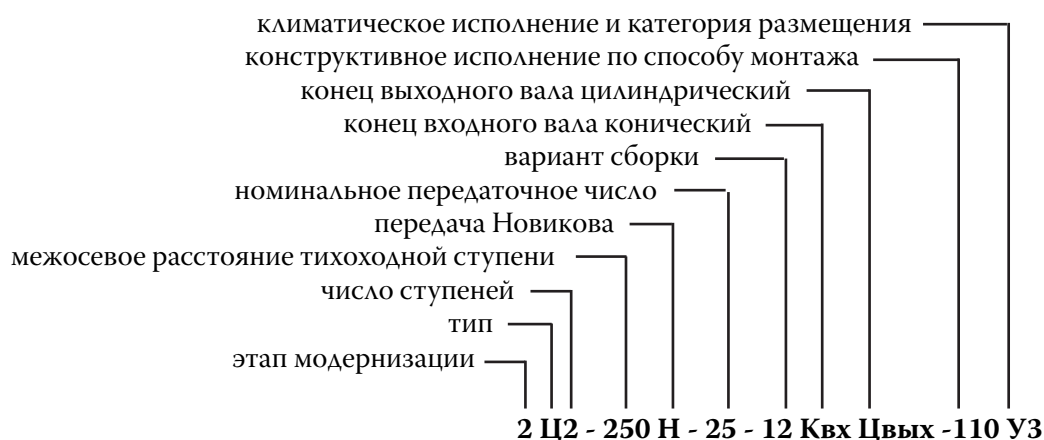 климатическое исполнение и категория размещения
конструктивное исполнение по способу монтажа
конец выходного вала цилиндрический
конец входного вала конический
вариант сборки
номинальное передаточное число
передача Новикова
межосевое расстояние тихоходной ступени
число ступеней
тип
этап модернизации
2 Ц2 - 250 Н - 25 - 12 Квх Цвых -110 У3